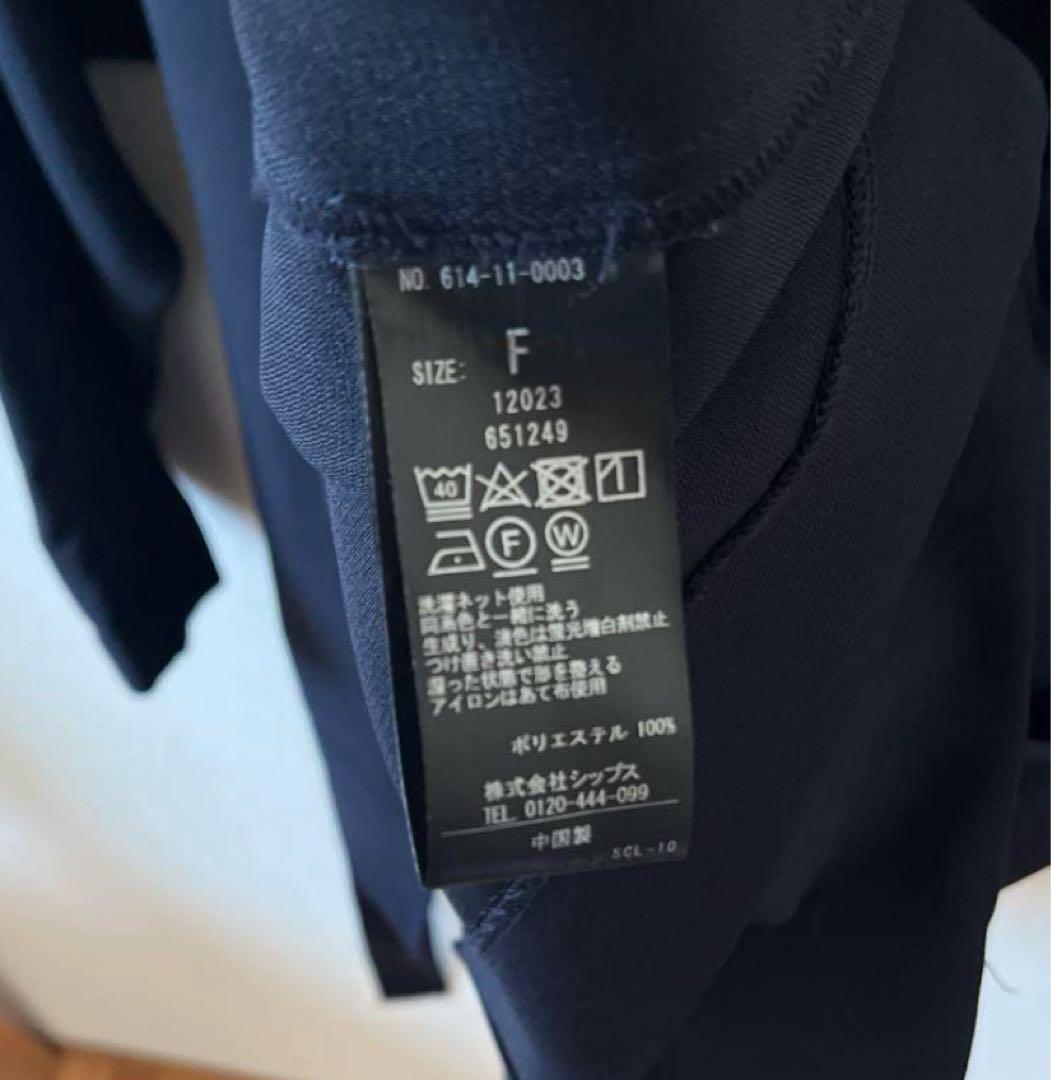 NO. 614-11-0003
SIZE: F
12023
651249
40
F W
洗濯ネット使用
同系色と一緒に洗う
生成り、淡色は蛍光増白剤禁止
つけ置き洗い禁止
湿った状態で形を整える
アイロンはあて布使用
ポリエステル 100%
株式会社シップス
TEL. 0120-444-099
中国製
SCL-10